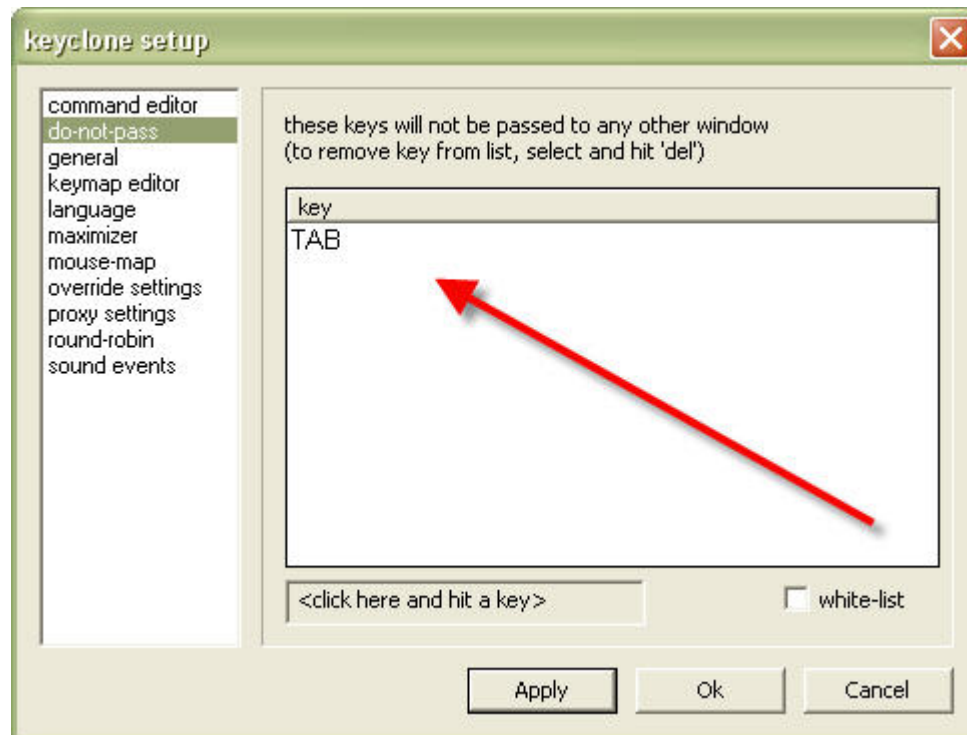 keyclone setup
command editor
do-not-pass
general
keymap editor
language
maximizer
mouse-map
override settings
proxy settings
round-robin
sound events
these keys will not be passed to any other window
(to remove key from list, select and hit 'del')
key
TAB
<click here and hit a key>
white-list
Apply
Ok
Cancel